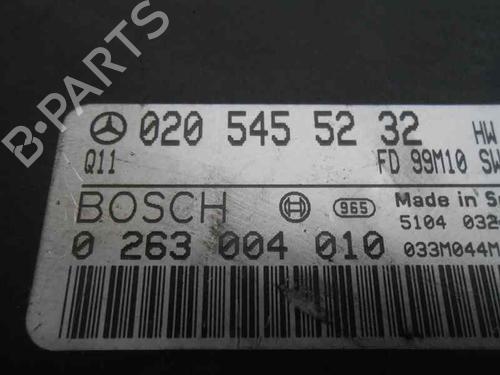 020 545 52 32 HW
Q11 FD 99M10 SW
BOSCH 965 Made in
0 263 004 010 5104
033M044M
B-PARTS